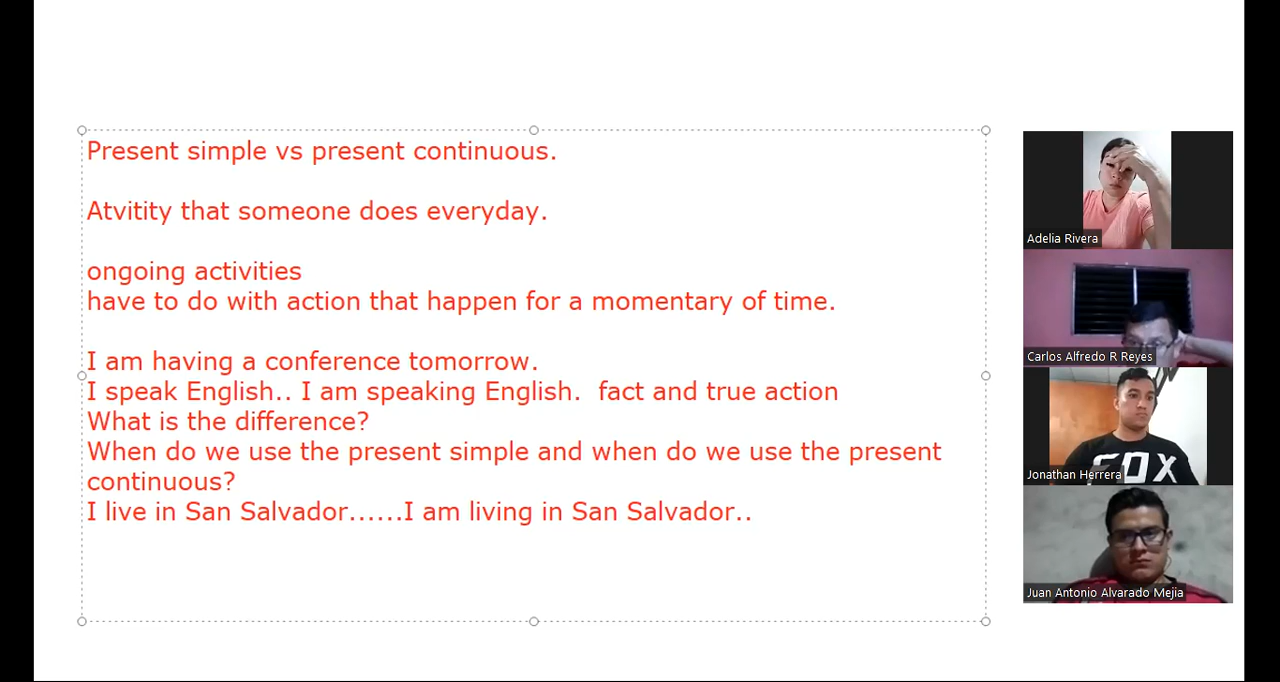 Present simple vs present continuous.
Atvitity that someone does everyday.
ongoing activities
have to do with action that happen for a momentary of time.
I am having a conference tomorrow.
I speak English.. I am speaking English.  fact and true action
What is the difference?
When do we use the present simple and when do we use the present
continuous?
I live in San Salvador......I am living in San Salvador..
Adelia Rivera
Carlos Alfredo R Reyes
FOX
Jonathan Herrera
Juan Antonio Alvarado Mejia